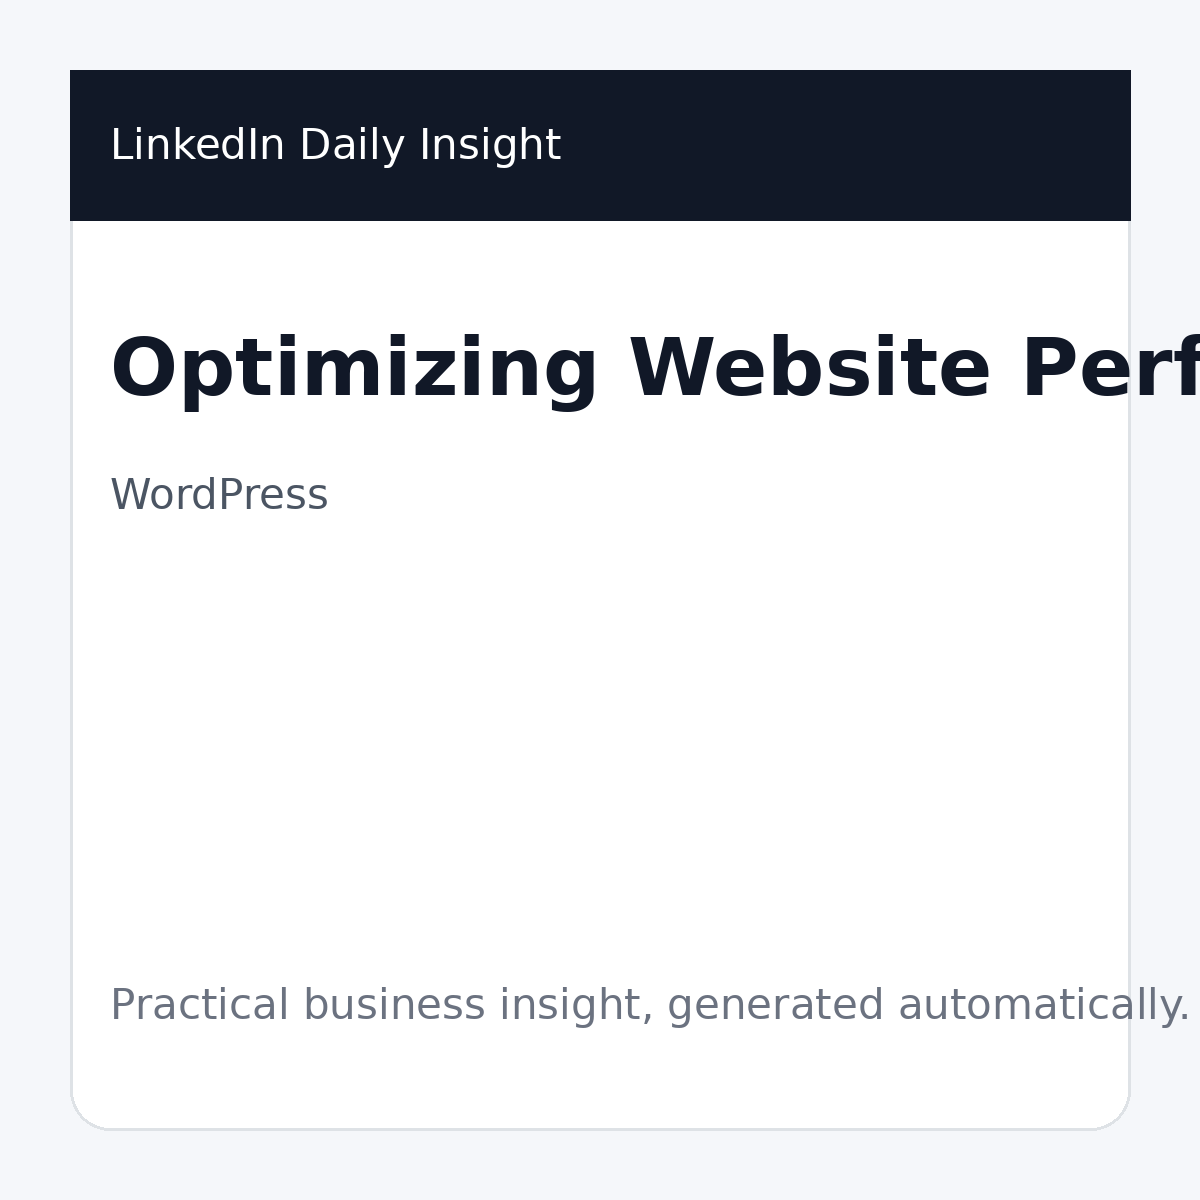 LinkedIn Daily Insight
Optimizing Website Perf
WordPress
Practical business insight, generated automatically.